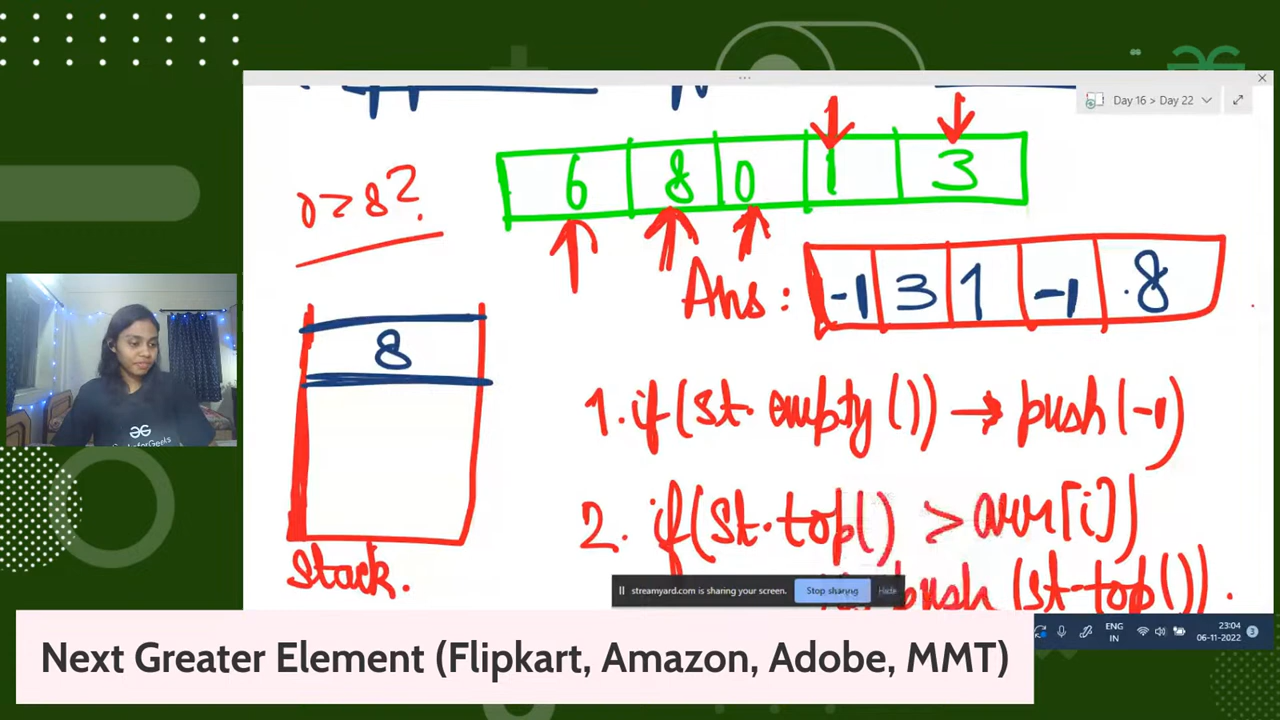 Day 16 > Day 22
6 8 0 1 3
0 > 8?
Ans: -1 3 1 -1 8
8
1. if(st.empty()) → push(-1)
2. if(st.top() > arr[i])
push (st.top()).
Stack.
streamyard.com is sharing your screen. Stop sharing Hide
ENG
IN
23:04
06-11-2022
3
Next Greater Element (Flipkart, Amazon, Adobe, MMT)